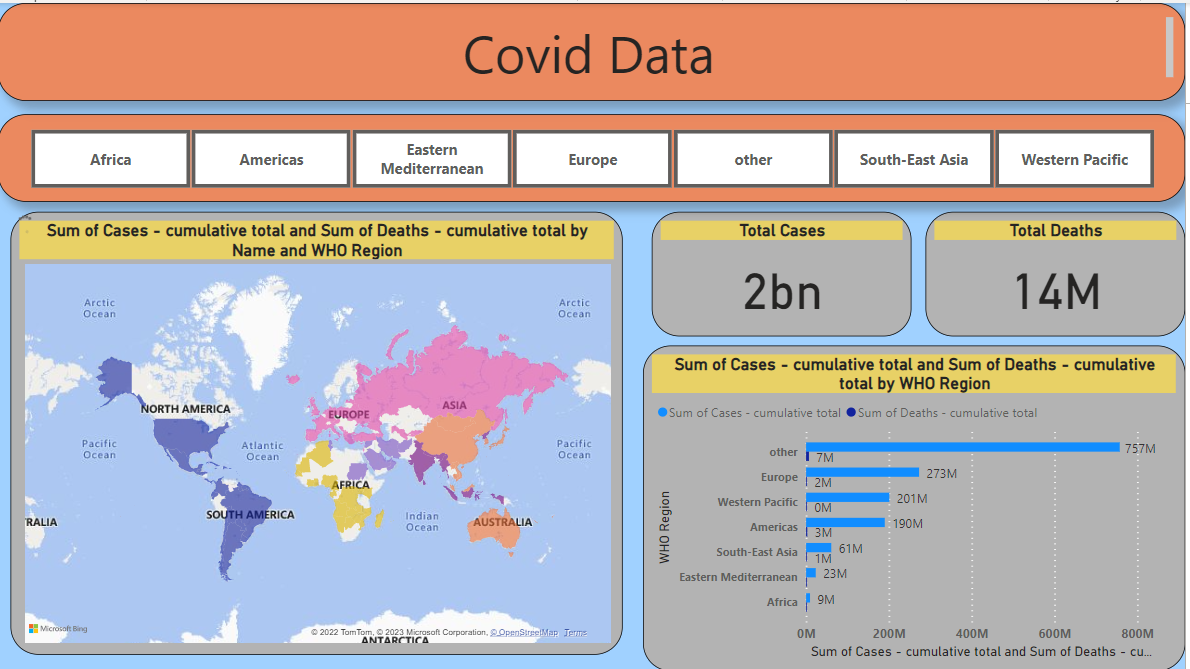 Covid Data
Africa
Americas
Eastern
Mediterranean
Europe
other
South-East Asia
Western Pacific
Sum of Cases - cumulative total and Sum of Deaths - cumulative total by
Name and WHO Region
Arctic
Ocean
Arctic
Ocean
NORTH AMERICA
EUROPE
ASIA
Pacific
Ocean
Atlantic
Ocean
Pacific
Ocean
AFRICA
SOUTH AMERICA
Indian
Ocean
RALIA
AUSTRALIA
Microsoft Bing
© 2022 TomTom, © 2023 Microsoft Corporation, © OpenStreetMap Terms
ANTARCTICA
Total Cases
2bn
Total Deaths
14M
Sum of Cases - cumulative total and Sum of Deaths - cumulative
total by WHO Region
Sum of Cases - cumulative total Sum of Deaths - cumulative total
WHO Region
other 757M
7M
Europe 273M
2M
Western Pacific 201M
0M
Americas 190M
3M
South-East Asia 61M
1M
Eastern Mediterranean 23M
Africa 9M
0M 200M 400M 600M 800M
Sum of Cases - cumulative total and Sum of Deaths - cu...